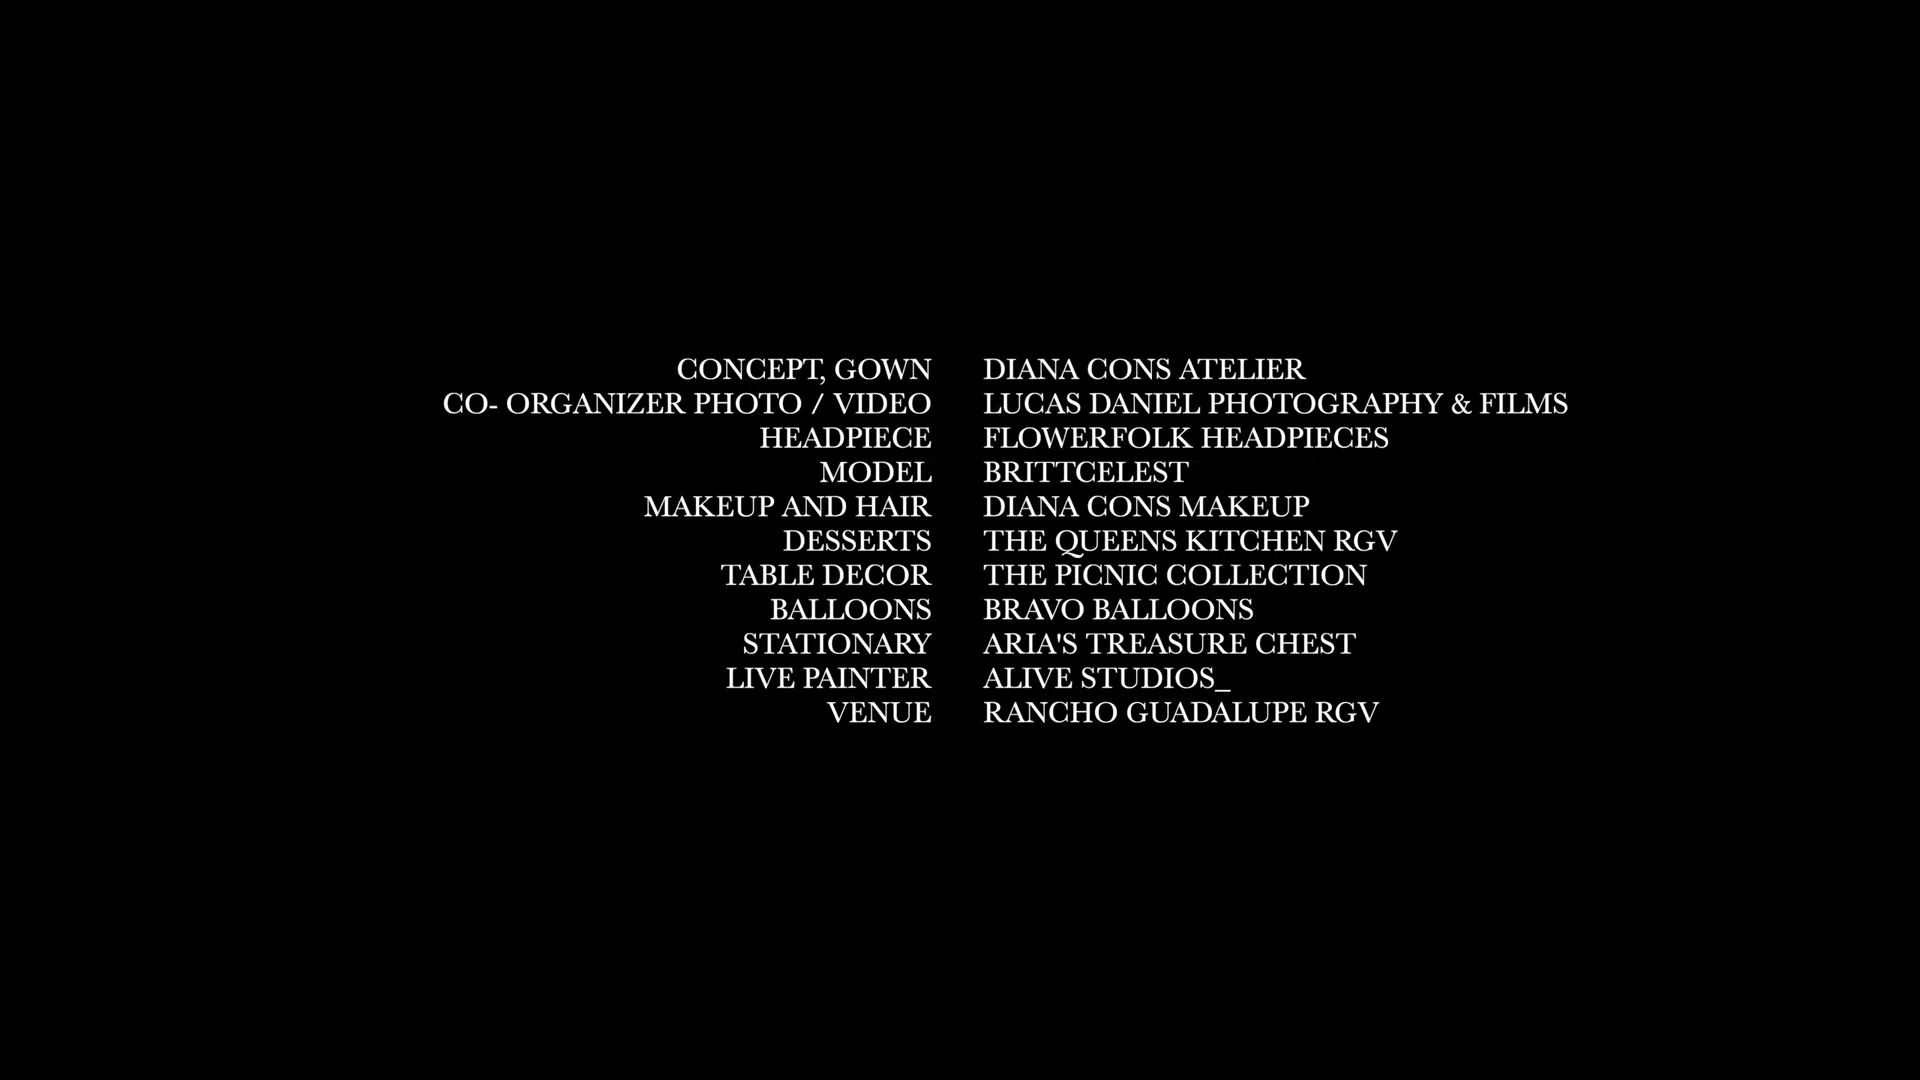 CONCEPT, GOWN DIANA CONS ATELIER
CO- ORGANIZER PHOTO / VIDEO LUCAS DANIEL PHOTOGRAPHY & FILMS
HEADPIECE FLOWERFOLK HEADPIECES
MODEL BRITTCELEST
MAKEUP AND HAIR DIANA CONS MAKEUP
DESSERTS THE QUEENS KITCHEN RGV
TABLE DECOR THE PICNIC COLLECTION
BALLOONS BRAVO BALLOONS
STATIONARY ARIA'S TREASURE CHEST
LIVE PAINTER ALIVE STUDIOS_
VENUE RANCHO GUADALUPE RGV